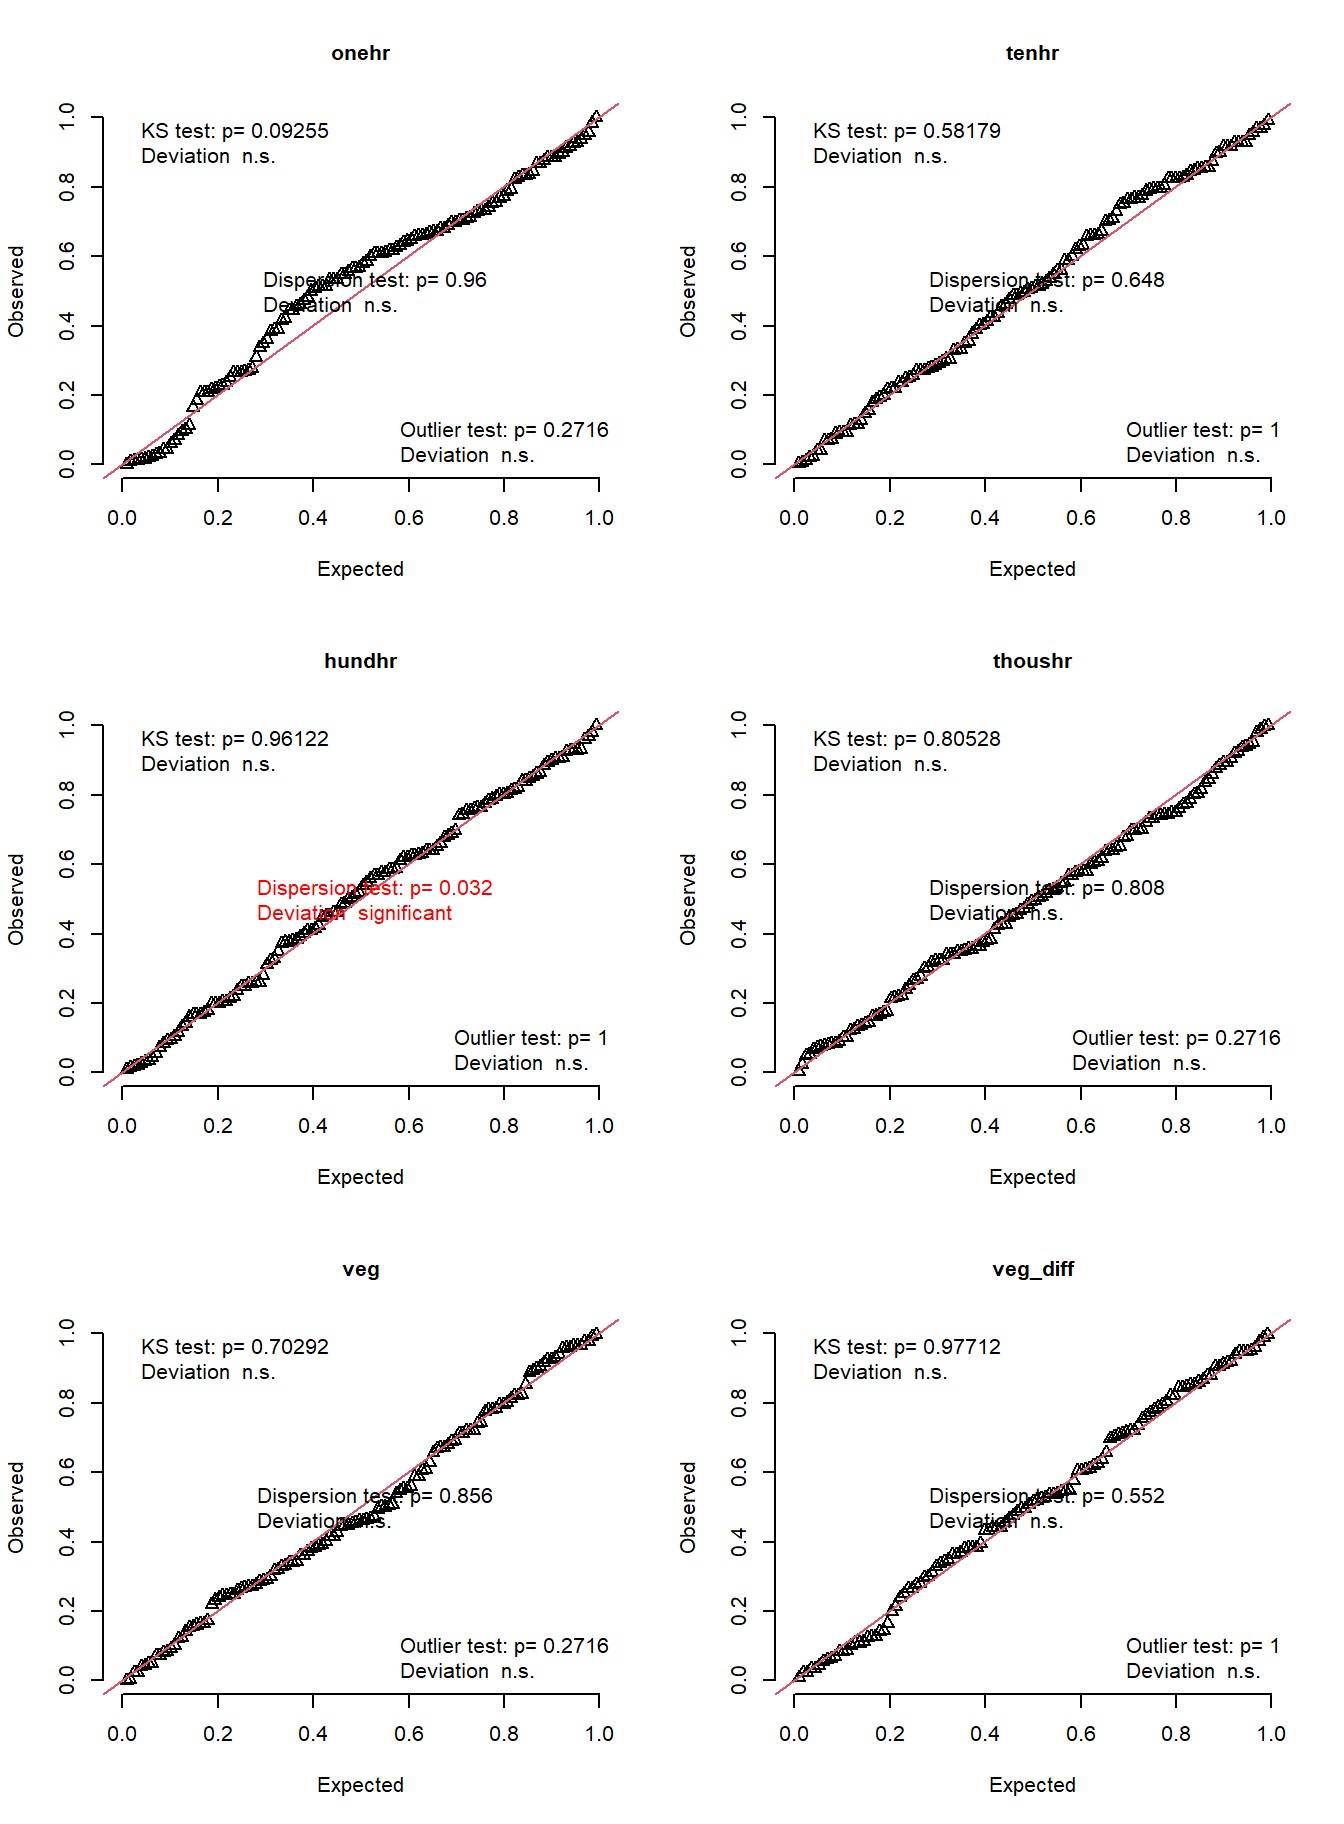 onehr
KS test: p= 0.09255
Deviation n.s.
Dispersion test: p= 0.96
Deviation n.s.
Outlier test: p= 0.2716
Deviation n.s.
Observed
0.0 0.2 0.4 0.6 0.8 1.0
0.0 0.2 0.4 0.6 0.8 1.0
Expected
tenhr
KS test: p= 0.58179
Deviation n.s.
Dispersion test: p= 0.648
Deviation n.s.
Outlier test: p= 1
Deviation n.s.
Observed
0.0 0.2 0.4 0.6 0.8 1.0
0.0 0.2 0.4 0.6 0.8 1.0
Expected
hundhr
KS test: p= 0.96122
Deviation n.s.
Dispersion test: p= 0.032
Deviation significant
Outlier test: p= 1
Deviation n.s.
Observed
0.0 0.2 0.4 0.6 0.8 1.0
0.0 0.2 0.4 0.6 0.8 1.0
Expected
thoushr
KS test: p= 0.80528
Deviation n.s.
Dispersion test: p= 0.808
Deviation n.s.
Outlier test: p= 0.2716
Deviation n.s.
Observed
0.0 0.2 0.4 0.6 0.8 1.0
0.0 0.2 0.4 0.6 0.8 1.0
Expected
veg
KS test: p= 0.70292
Deviation n.s.
Dispersion test: p= 0.856
Deviation n.s.
Outlier test: p= 0.2716
Deviation n.s.
Observed
0.0 0.2 0.4 0.6 0.8 1.0
0.0 0.2 0.4 0.6 0.8 1.0
Expected
veg_diff
KS test: p= 0.97712
Deviation n.s.
Dispersion test: p= 0.552
Deviation n.s.
Outlier test: p= 1
Deviation n.s.
Observed
0.0 0.2 0.4 0.6 0.8 1.0
0.0 0.2 0.4 0.6 0.8 1.0
Expected